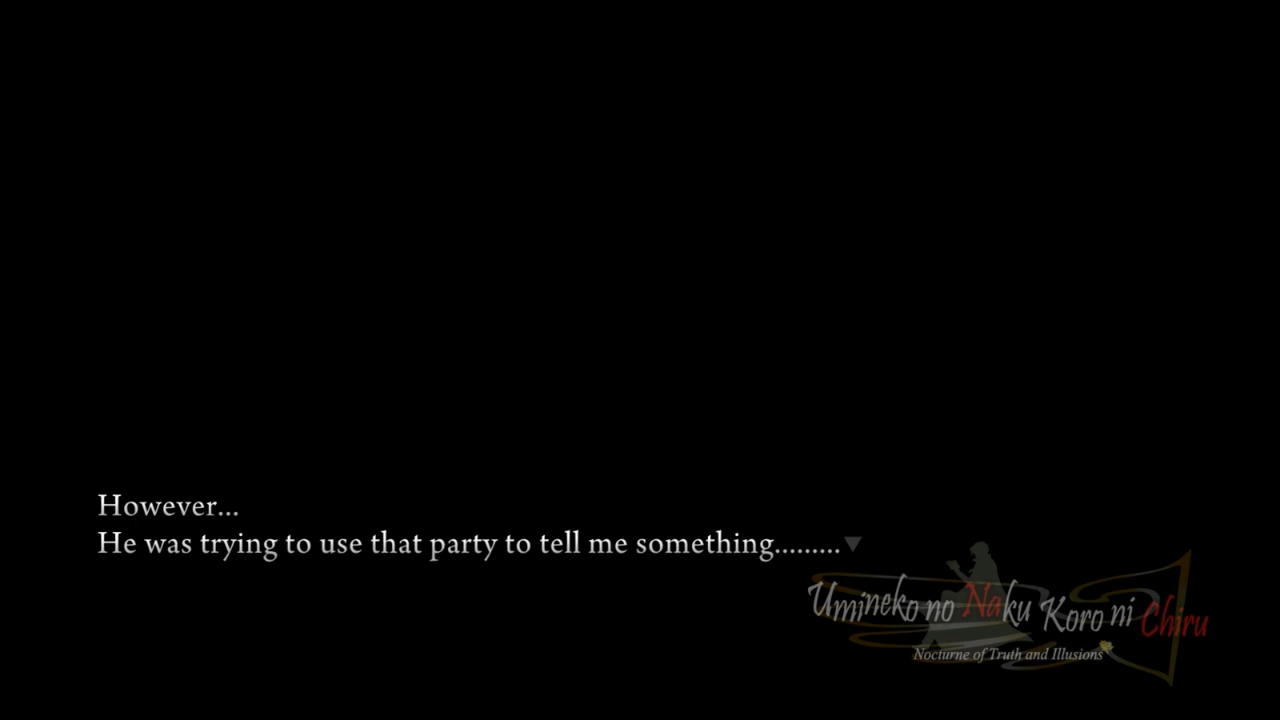 However...
He was trying to use that party to tell me something.........
Umineko no Naku Koro ni Chiru
Nocturne of Truth and Illusions